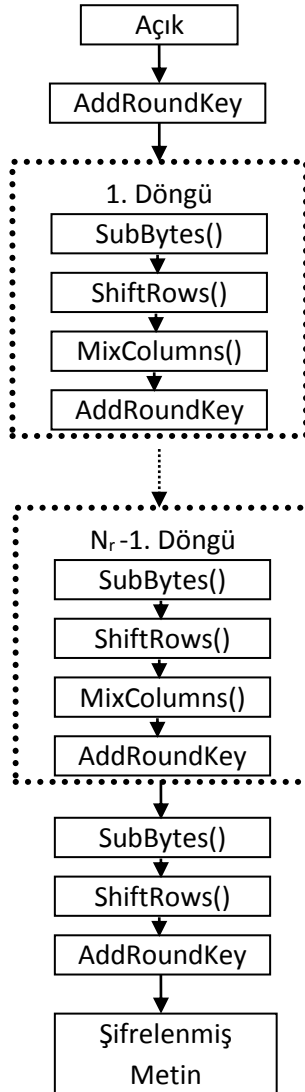 Açık
AddRoundKey
1. Döngü
SubBytes()
ShiftRows()
MixColumns()
AddRoundKey
Nᵣ -1. Döngü
SubBytes()
ShiftRows()
MixColumns()
AddRoundKey
SubBytes()
ShiftRows()
AddRoundKey
Şifrelenmiş
Metin